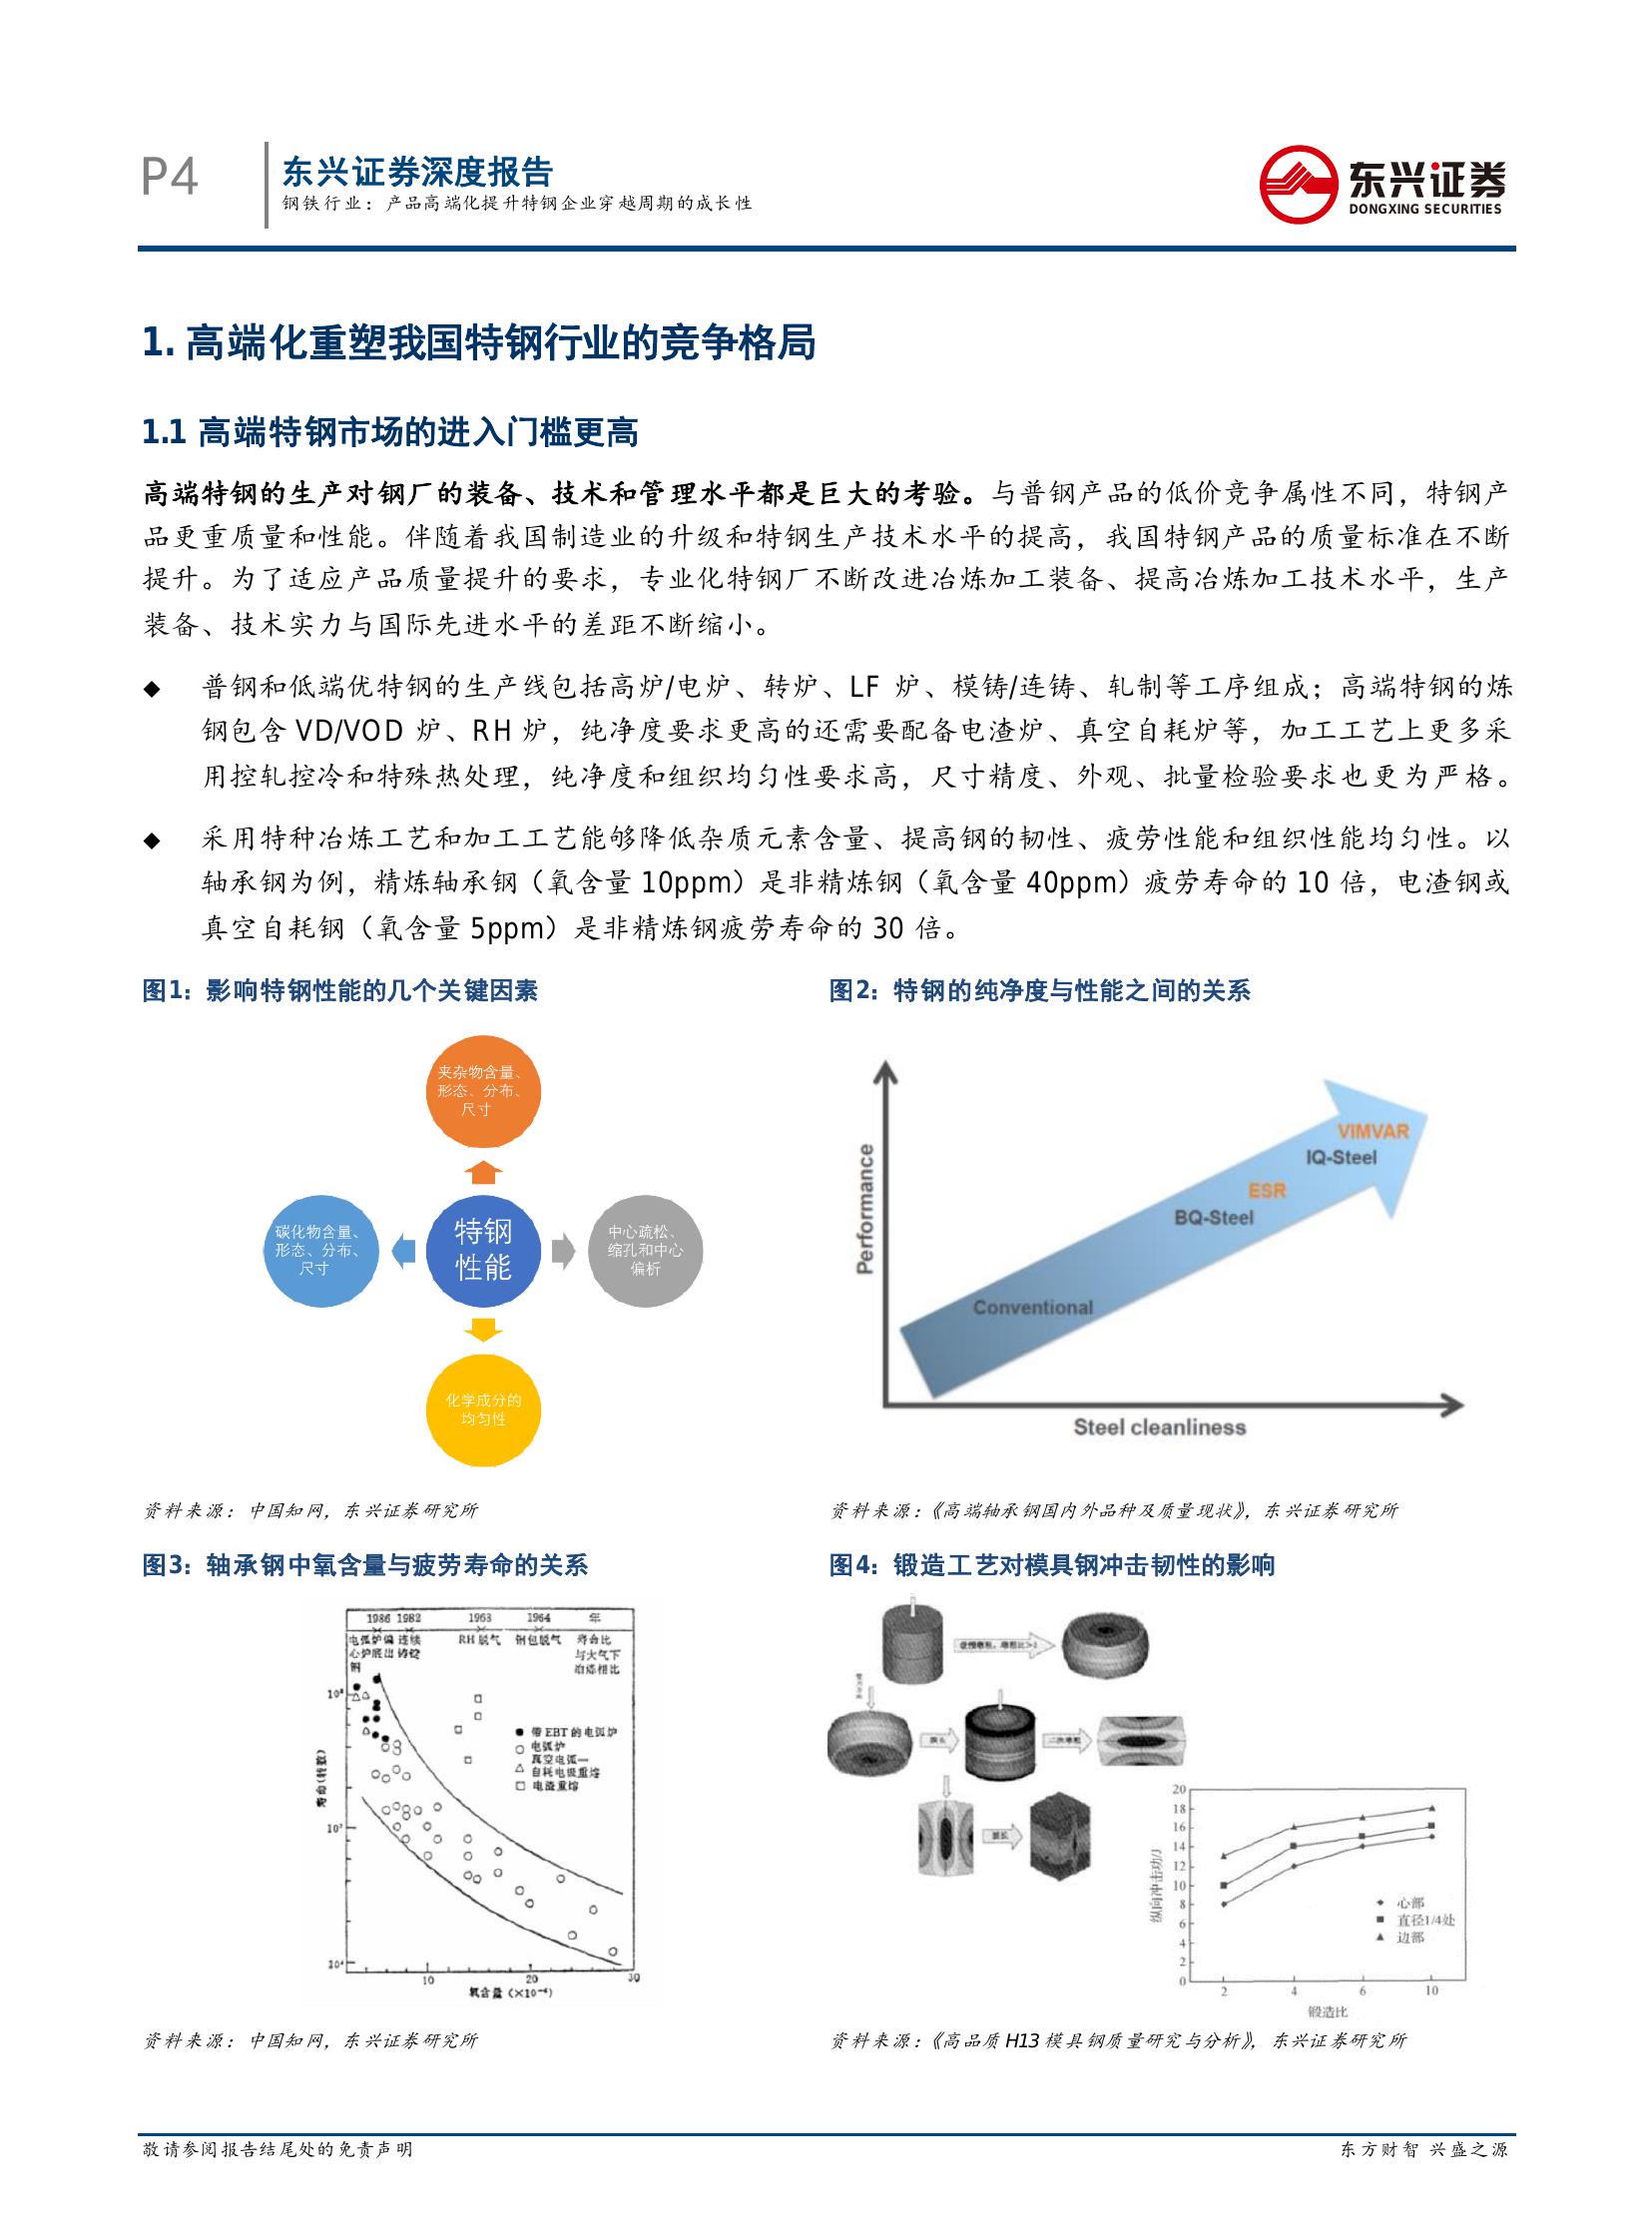 P4
东兴证券深度报告
钢铁行业：产品高端化提升特钢企业穿越周期的成长性
东兴证券
DONGXING SECURITIES
1. 高端化重塑我国特钢行业的竞争格局
1.1 高端特钢市场的进入门槛更高
高端特钢的生产对钢厂的装备、技术和管理水平都是巨大的考验。与普钢产品的低价竞争属性不同，特钢产
品更重质量和性能。伴随着我国制造业的升级和特钢生产技术水平的提高，我国特钢产品的质量标准在不断
提升。为了适应产品质量提升的要求，专业化特钢厂不断改进冶炼加工装备、提高冶炼加工技术水平，生产
装备、技术实力与国际先进水平的差距不断缩小。
◆ 普钢和低端优特钢的生产线包括高炉/电炉、转炉、LF 炉、模铸/连铸、轧制等工序组成；高端特钢的炼
钢包含 VD/VOD 炉、RH 炉，纯净度要求更高的还需要配备电渣炉、真空自耗炉等，加工工艺上更多采
用控轧控冷和特殊热处理，纯净度和组织均匀性要求高，尺寸精度、外观、批量检验要求也更为严格。
◆ 采用特种冶炼工艺和加工工艺能够降低杂质元素含量、提高钢的韧性、疲劳性能和组织性能均匀性。以
轴承钢为例，精炼轴承钢（氧含量 10ppm）是非精炼钢（氧含量 40ppm）疲劳寿命的 10 倍，电渣钢或
真空自耗钢（氧含量 5ppm）是非精炼钢疲劳寿命的 30 倍。
图1：影响特钢性能的几个关键因素
夹杂物含量、
形态、分布、
尺寸
碳化物含量、
形态、分布、
尺寸
特钢
性能
中心疏松、
缩孔和中心
偏析
化学成分的
均匀性
资料来源：中国知网，东兴证券研究所
图2：特钢的纯净度与性能之间的关系
Performance
VIMVAR
IQ-Steel
ESR
BQ-Steel
Conventional
Steel cleanliness
资料来源：《高端轴承钢国内外品种及质量现状》，东兴证券研究所
图3：轴承钢中氧含量与疲劳寿命的关系
1986 1982 1963 1964 年
电弧炉偏 连续 RH 脱气 钢包脱气 寿命比
心炉底出 铸锭 与大气下
钢 冶炼相比
寿命(转数)
● 带 EBT 的电弧炉
○ 电弧炉
真空电弧—
△ 自耗电极重熔
□ 电渣重熔
10 20 30
氧含量
资料来源：中国知网，东兴证券研究所
图4：锻造工艺对模具钢冲击韧性的影响
拔长
二次镦粗
拔长
纵向冲击功/J
20
18
16
14
12
10
8
6
4
2
0
心部
直径1/4处
边部
2 4 6 10
锻造比
资料来源：《高品质 H13 模具钢质量研究与分析》，东兴证券研究所
敬请参阅报告结尾处的免责声明
东方财智 兴盛之源